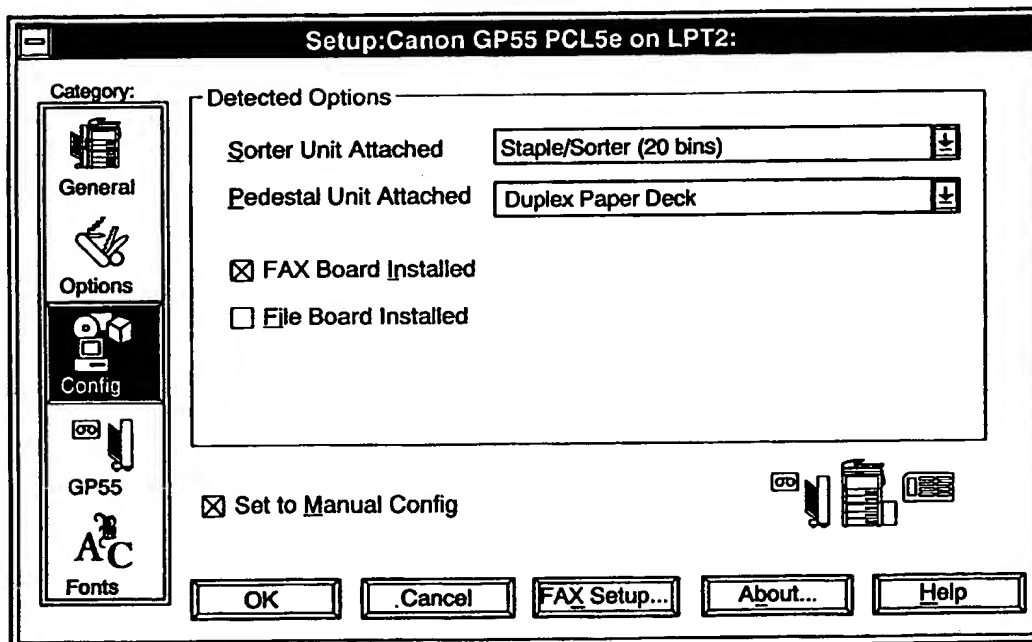 Setup:Canon GP55 PCL5e on LPT2:
Category:
General
Options
Config
GP55
Fonts
Detected Options
Sorter Unit Attached
Staple/Sorter (20 bins)
Pedestal Unit Attached
Duplex Paper Deck
FAX Board Installed
File Board Installed
Set to Manual Config
OK
.Cancel
FAX Setup...
About...
Help